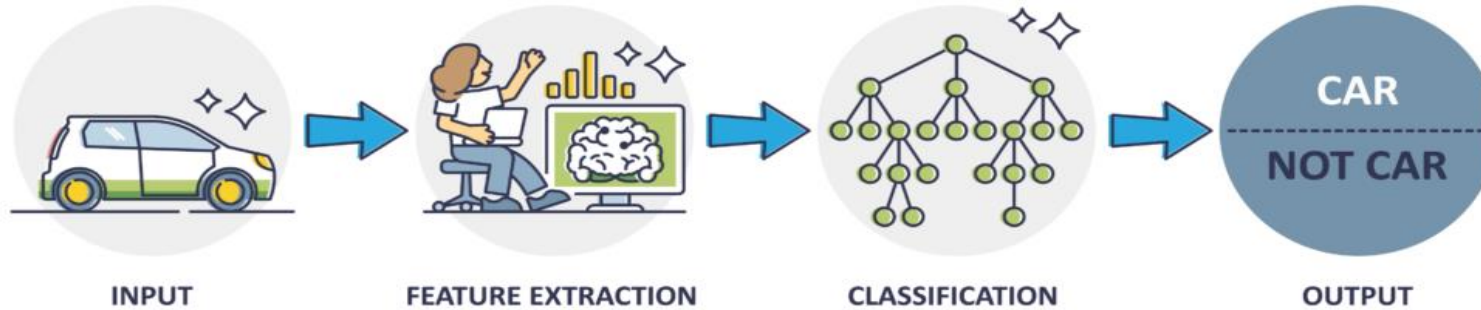 CAR
NOT CAR
INPUT
FEATURE EXTRACTION
CLASSIFICATION
OUTPUT